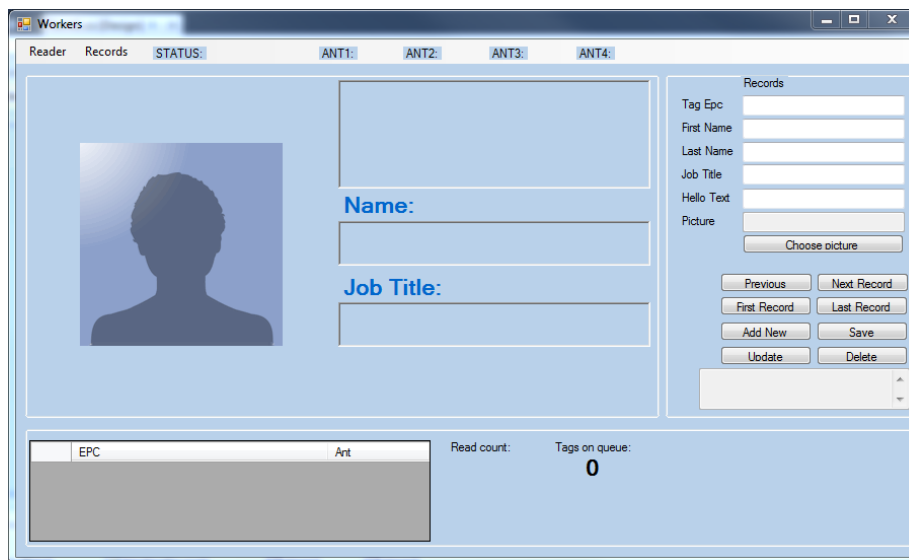 Workers
Reader Records STATUS: ANT1: ANT2: ANT3: ANT4:
Name:
Job Title:
Records
Tag Epc
First Name
Last Name
Job Title
Hello Text
Picture
Choose picture
Previous Next Record
First Record Last Record
Add New Save
Update Delete
EPC Ant
Read count: Tags on queue:
0